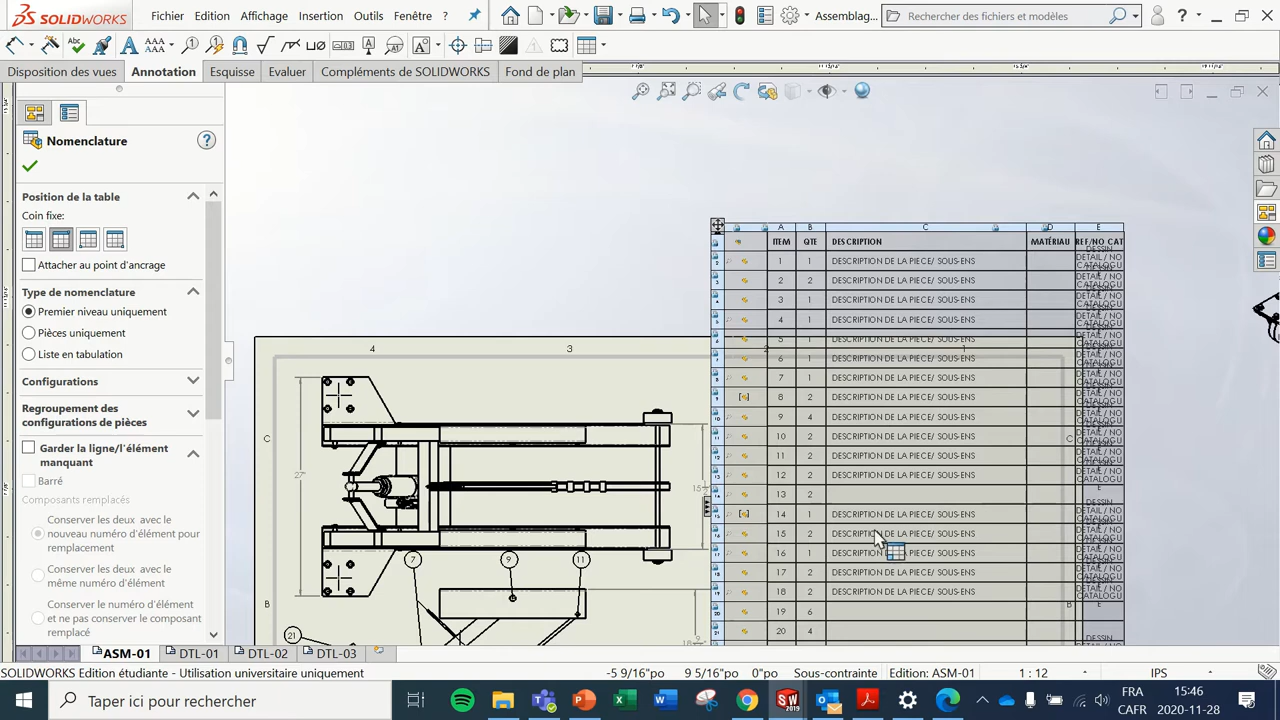 SOLIDWORKS
Fichier Edition Affichage Insertion Outils Fenêtre ?
Assemblag...
Rechercher des fichiers et modèles
?
Disposition des vues
Annotation
Esquisse
Evaluer
Compléments de SOLIDWORKS
Fond de plan
Nomenclature
?
Position de la table
Coin fixe:
Attacher au point d'ancrage
Type de nomenclature
Premier niveau uniquement
Pièces uniquement
Liste en tabulation
Configurations
Regroupement des
configurations de pièces
Garder la ligne/l'élément
manquant
Barré
Composants remplacés
Conserver les deux avec le
nouveau numéro d'élément pour
remplacement
Conserver les deux avec le
même numéro d'élément
Conserver le numéro d'élément
et ne pas conserver le composant
remplacé
A B C D E
ITEM QTE DESCRIPTION MATÉRIAU REF/NO CAT
1 1 DESCRIPTION DE LA PIECE/ SOUS-ENS
2 2 DESCRIPTION DE LA PIECE/ SOUS-ENS
3 1 DESCRIPTION DE LA PIECE/ SOUS-ENS
4 1 DESCRIPTION DE LA PIECE/ SOUS-ENS
5 1 DESCRIPTION DE LA PIECE/ SOUS-ENS
6 1 DESCRIPTION DE LA PIECE/ SOUS-ENS
7 1 DESCRIPTION DE LA PIECE/ SOUS-ENS
8 2 DESCRIPTION DE LA PIECE/ SOUS-ENS
9 4 DESCRIPTION DE LA PIECE/ SOUS-ENS
10 2 DESCRIPTION DE LA PIECE/ SOUS-ENS
11 2 DESCRIPTION DE LA PIECE/ SOUS-ENS
12 2 DESCRIPTION DE LA PIECE/ SOUS-ENS
13 2
14 1 DESCRIPTION DE LA PIECE/ SOUS-ENS
15 2 DESCRIPTION DE LA PIECE/ SOUS-ENS
16 1 DESCRIPTION DE LA PIECE/ SOUS-ENS
17 2 DESCRIPTION DE LA PIECE/ SOUS-ENS
18 2 DESCRIPTION DE LA PIECE/ SOUS-ENS
19 6
20 4
4 3 2 1
C
C
B
B
27"
7
9
11
21
ASM-01 DTL-01 DTL-02 DTL-03
SOLIDWORKS Edition étudiante - Utilisation universitaire uniquement
-5 9/16"po 9 5/16"po 0"po
Sous-contrainte
Edition: ASM-01
1 : 12
IPS
Taper ici pour rechercher
FRA
CAFR
15:46
2020-11-28